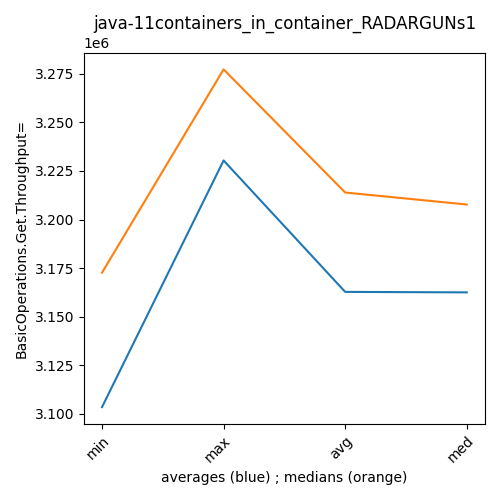 java-11containers_in_container_RADARGUNs1
1e6
BasicOperations.Get.Throughput=
3.275
3.250
3.225
3.200
3.175
3.150
3.125
3.100
min
max
avg
med
averages (blue) ; medians (orange)